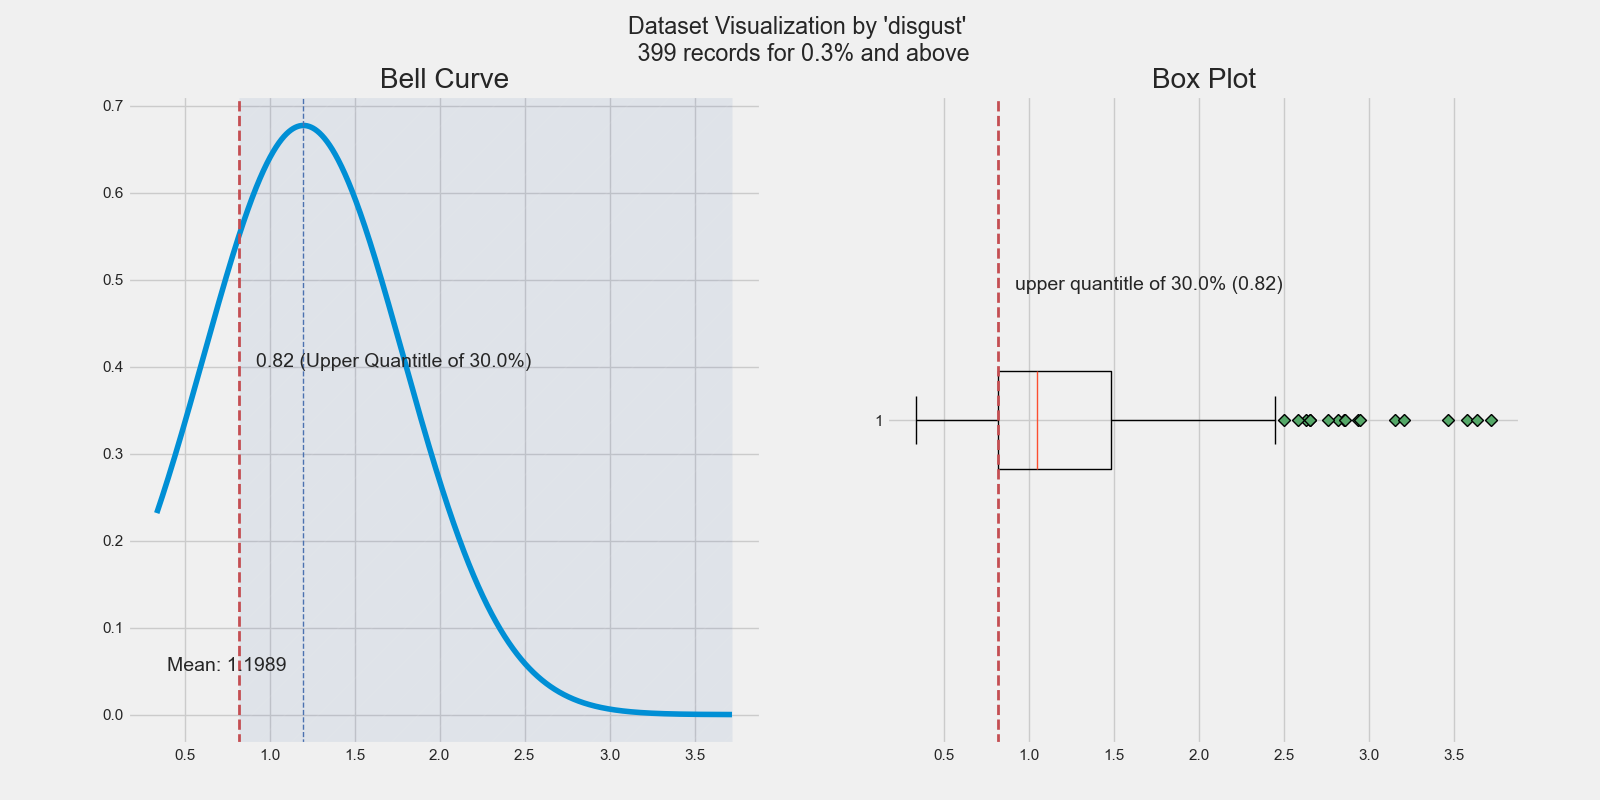 Dataset Visualization by 'disgust'
399 records for 0.3% and above
Bell Curve
0.7
0.6
0.5
0.4
0.3
0.2
0.1
0.0
0.82 (Upper Quantitle of 30.0%)
Mean: 1.1989
0.5 1.0 1.5 2.0 2.5 3.0 3.5
Box Plot
upper quantitle of 30.0% (0.82)
1
0.5 1.0 1.5 2.0 2.5 3.0 3.5